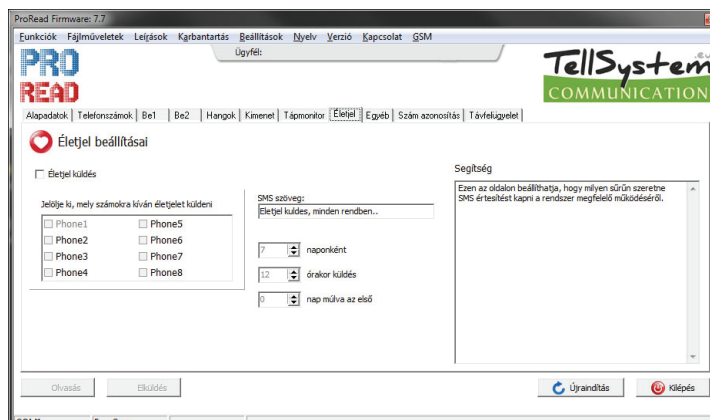 ProRead Firmware: 7.7
Funkciók Fájlműveletek Leírások Karbantartás Beállítások Nyelv Verzió Kapcsolat GSM
Ügyfél:
PRO
READ
TellSystem
COMMUNICATION
Alapadatok Telefonszámok Be1 Be2 Hangok Kimenet Tápmonitor Életjel Egyéb Szám azonosítás Távfelügyelet
Életjel beállításai
Életjel küldés
Jelölje ki, mely számokra kíván életjelet küldeni
Phone1 Phone5
Phone2 Phone6
Phone3 Phone7
Phone4 Phone8
SMS szöveg:
Eletjel kuldes, minden rendben..
7 naponként
12 órakor küldés
0 nap múlva az első
Segítség
Ezen az oldalon beállíthatja, hogy milyen sűrűn szeretne
SMS értesítést kapni a rendszer megfelelő működéséről.
Olvasás Elküldés Újraindítás Kilépés